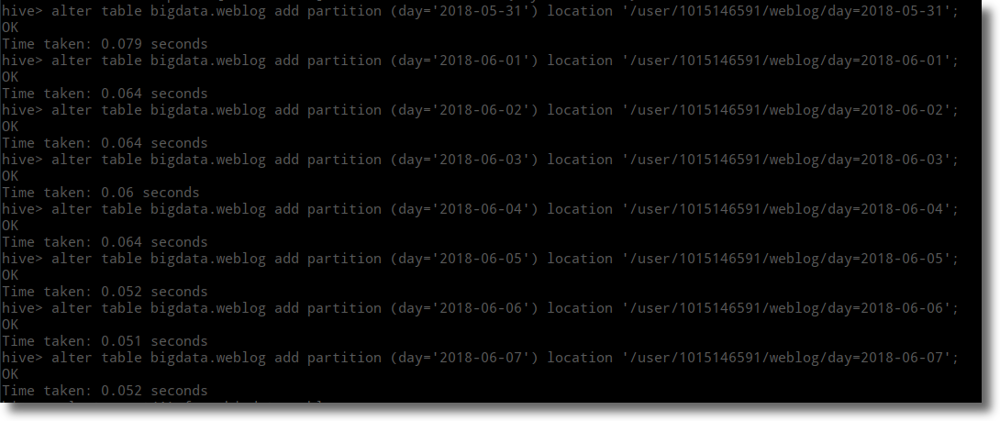 hive> alter table bigdata.weblog add partition (day='2018-05-31') location '/user/1015146591/weblog/day=2018-05-31';
OK
Time taken: 0.079 seconds
hive> alter table bigdata.weblog add partition (day='2018-06-01') location '/user/1015146591/weblog/day=2018-06-01';
OK
Time taken: 0.064 seconds
hive> alter table bigdata.weblog add partition (day='2018-06-02') location '/user/1015146591/weblog/day=2018-06-02';
OK
Time taken: 0.064 seconds
hive> alter table bigdata.weblog add partition (day='2018-06-03') location '/user/1015146591/weblog/day=2018-06-03';
OK
Time taken: 0.06 seconds
hive> alter table bigdata.weblog add partition (day='2018-06-04') location '/user/1015146591/weblog/day=2018-06-04';
OK
Time taken: 0.064 seconds
hive> alter table bigdata.weblog add partition (day='2018-06-05') location '/user/1015146591/weblog/day=2018-06-05';
OK
Time taken: 0.052 seconds
hive> alter table bigdata.weblog add partition (day='2018-06-06') location '/user/1015146591/weblog/day=2018-06-06';
OK
Time taken: 0.051 seconds
hive> alter table bigdata.weblog add partition (day='2018-06-07') location '/user/1015146591/weblog/day=2018-06-07';
OK
Time taken: 0.052 seconds